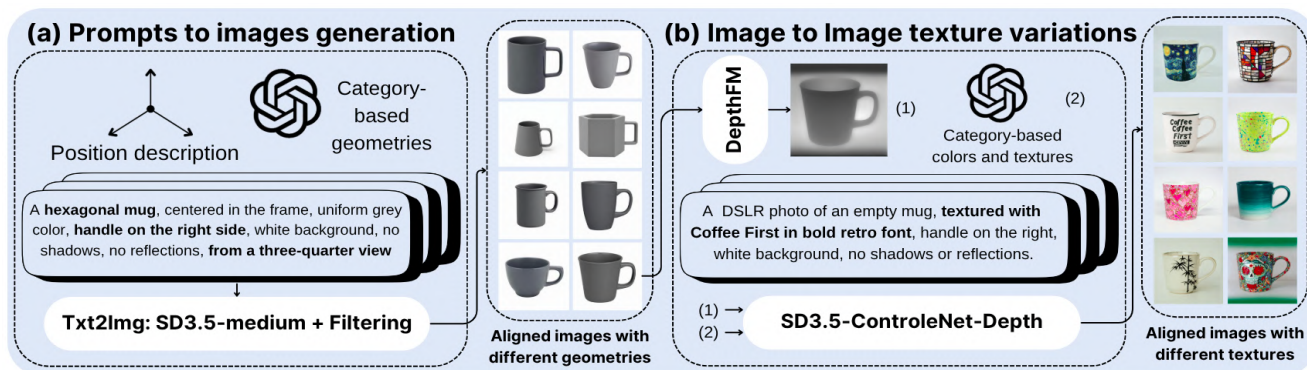 (a) Prompts to images generation
Position description
Category-
based
geometries
A hexagonal mug, centered in the frame, uniform grey
color, handle on the right side, white background, no
shadows, no reflections, from a three-quarter view
Txt2Img: SD3.5-medium + Filtering
Aligned images with
different geometries
(b) Image to Image texture variations
DepthFM
(1)
(2)
Category-based
colors and textures
A DSLR photo of an empty mug, textured with
Coffee First in bold retro font, handle on the right,
white background, no shadows or reflections.
(1)
(2)
SD3.5-ControleNet-Depth
Coffee
Coffee
First
Aligned images with
different textures